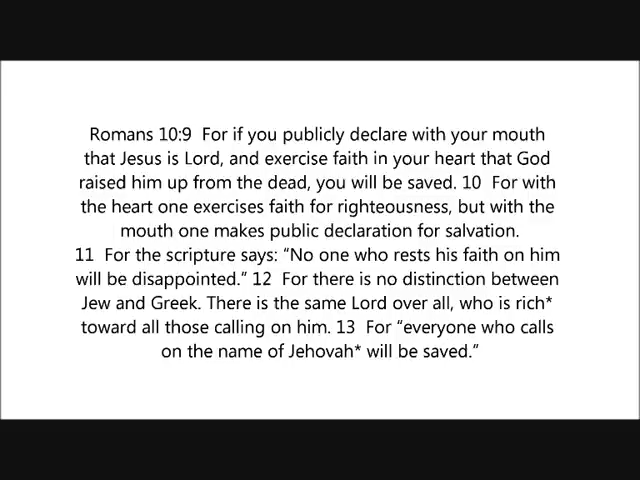 Romans 10:9  For if you publicly declare with your mouth
that Jesus is Lord, and exercise faith in your heart that God
raised him up from the dead, you will be saved. 10  For with
the heart one exercises faith for righteousness, but with the
mouth one makes public declaration for salvation.
11  For the scripture says: “No one who rests his faith on him
will be disappointed.” 12  For there is no distinction between
Jew and Greek. There is the same Lord over all, who is rich*
toward all those calling on him. 13  For “everyone who calls
on the name of Jehovah* will be saved.”